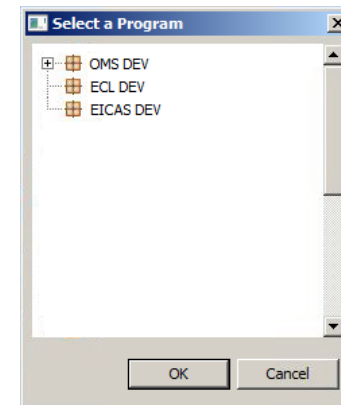 Select a Program
OMS DEV
ECL DEV
EICAS DEV
OK Cancel